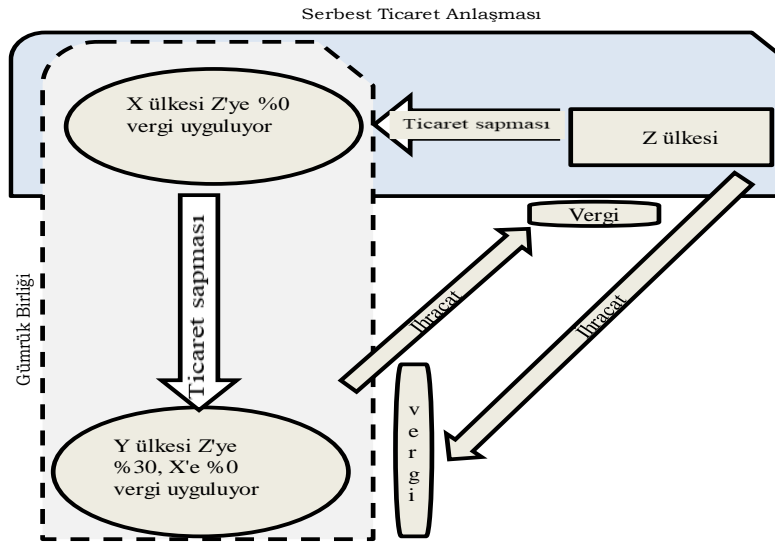 Serbest Ticaret Anlaşması
X ülkesi Z'ye %0
vergi uyguluyor
Ticaret sapması
Z ülkesi
Vergi
Gümrük Birliği
Ticaret sapması
İhracat
İhracat
vergi
Y ülkesi Z'ye
%30, X'e %0
vergi uyguluyor